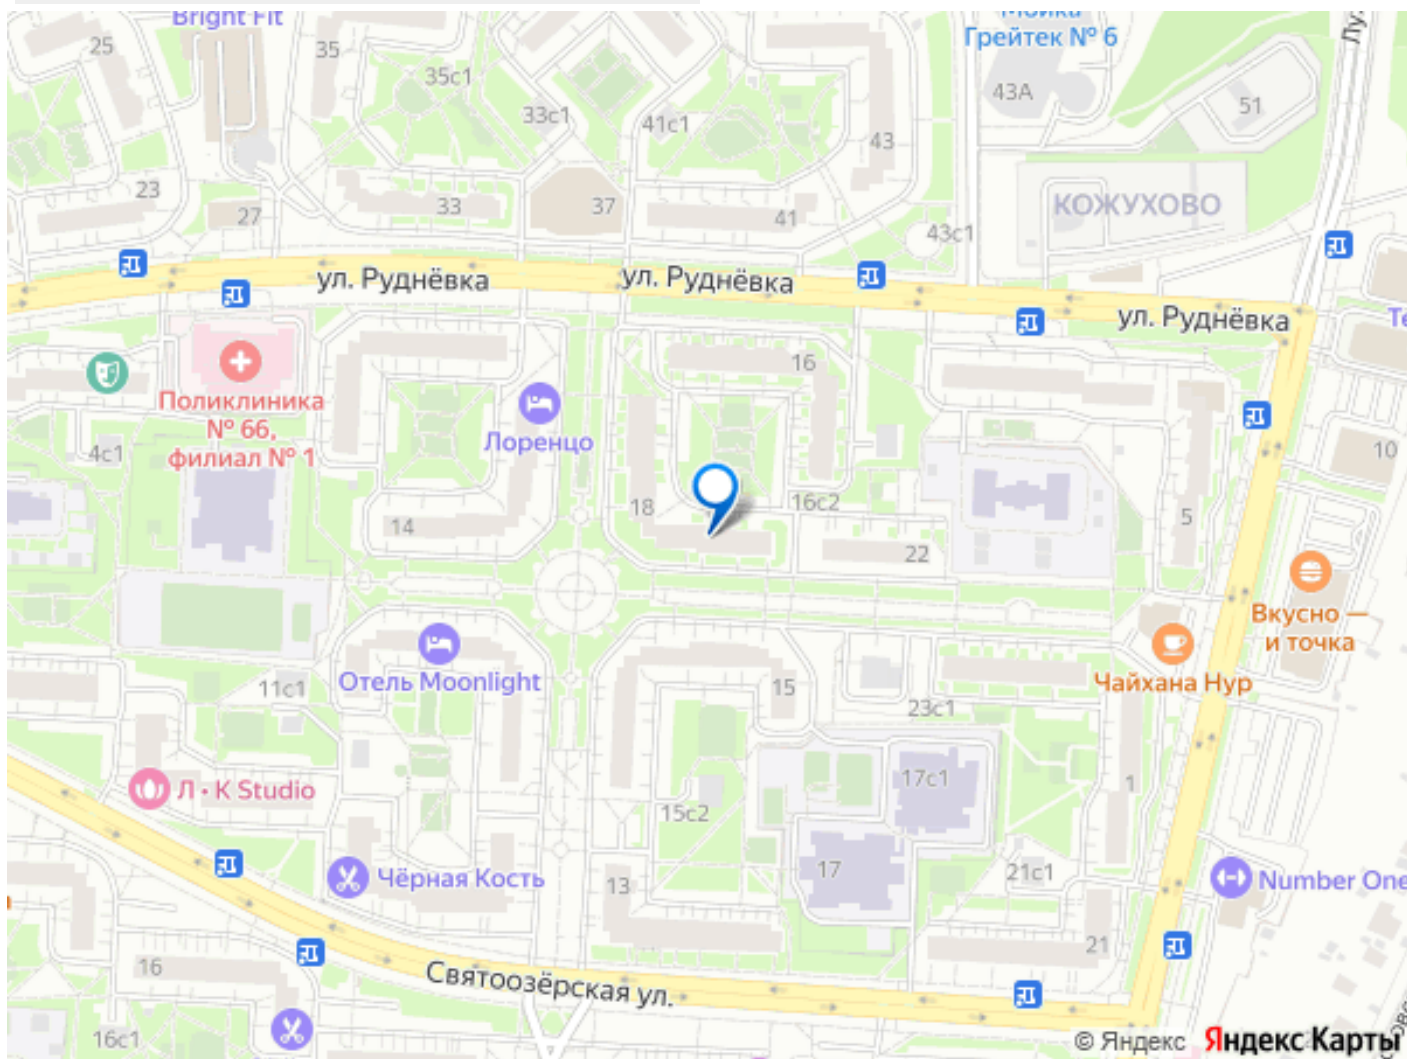 Bright Fit
Мойка
Грейтек № 6
25
35
35с1
33с1
41с1
43А
51
43
23
27
33
37
41
43с1
КОЖУХОВО
ул. Руднёвка
ул. Руднёвка
ул. Руднёвка
16
Поликлиника
№ 66,
филиал № 1
Лоренцо
4с1
10
18
16с2
14
5
22
Вкусно —
и точка
Отель Moonlight
11с1
15
Чайхана Нур
23с1
Л • К Studio
17с1
1
15с2
Чёрная Кость
13
17
21с1
Number One
21
16
Святоозёрская ул.
16с1
© Яндекс Яндекс Карты